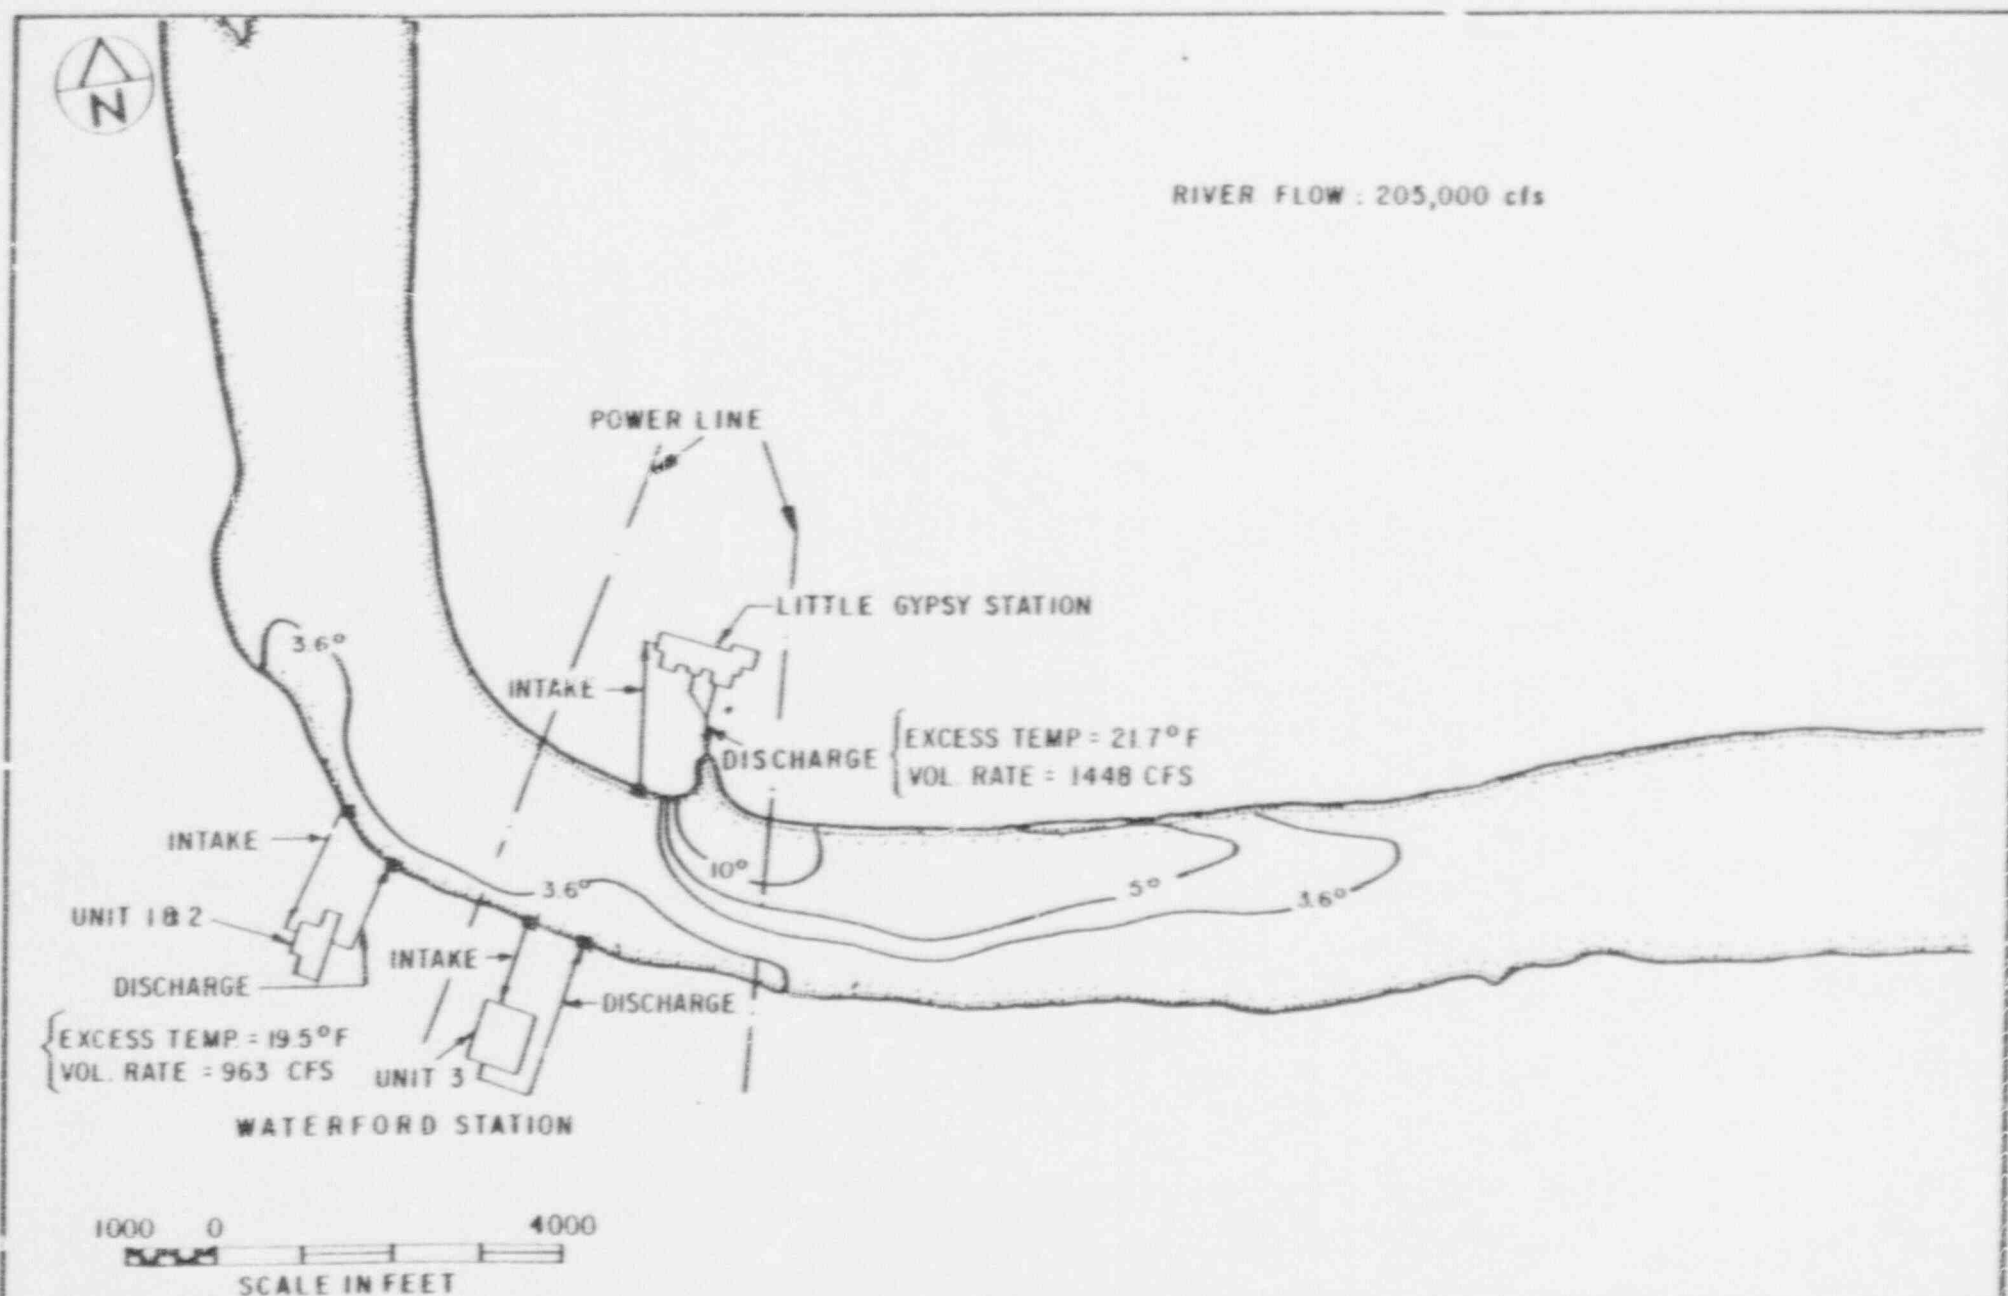 N
RIVER FLOW : 205,000 cfs
POWER LINE
LITTLE GYPSY STATION
3.6°
INTAKE
DISCHARGE
EXCESS TEMP = 21.7° F
VOL. RATE = 1448 CFS
INTAKE
10°
3.6°
5°
3.6°
UNIT 1 & 2
INTAKE
DISCHARGE
DISCHARGE
EXCESS TEMP. = 19.5° F
VOL. RATE = 963 CFS
UNIT 3
WATERFORD STATION
1000 0 4000
SCALE IN FEET